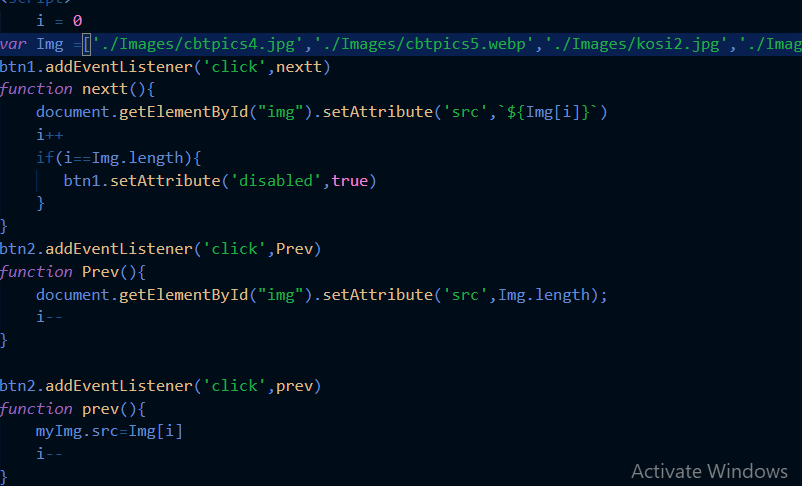 <script>
i = 0
var Img =['./Images/cbtpics4.jpg','./Images/cbtpics5.webp','./Images/kosi2.jpg','./Imag
btn1.addEventListener('click',nextt)
function nextt(){
document.getElementById("img").setAttribute('src',`${Img[i]}`)
i++
if(i==Img.length){
btn1.setAttribute('disabled',true)
}
}
btn2.addEventListener('click',Prev)
function Prev(){
document.getElementById("img").setAttribute('src',Img.length);
i--
}
btn2.addEventListener('click',prev)
function prev(){
myImg.src=Img[i]
i--
}
Activate Windows